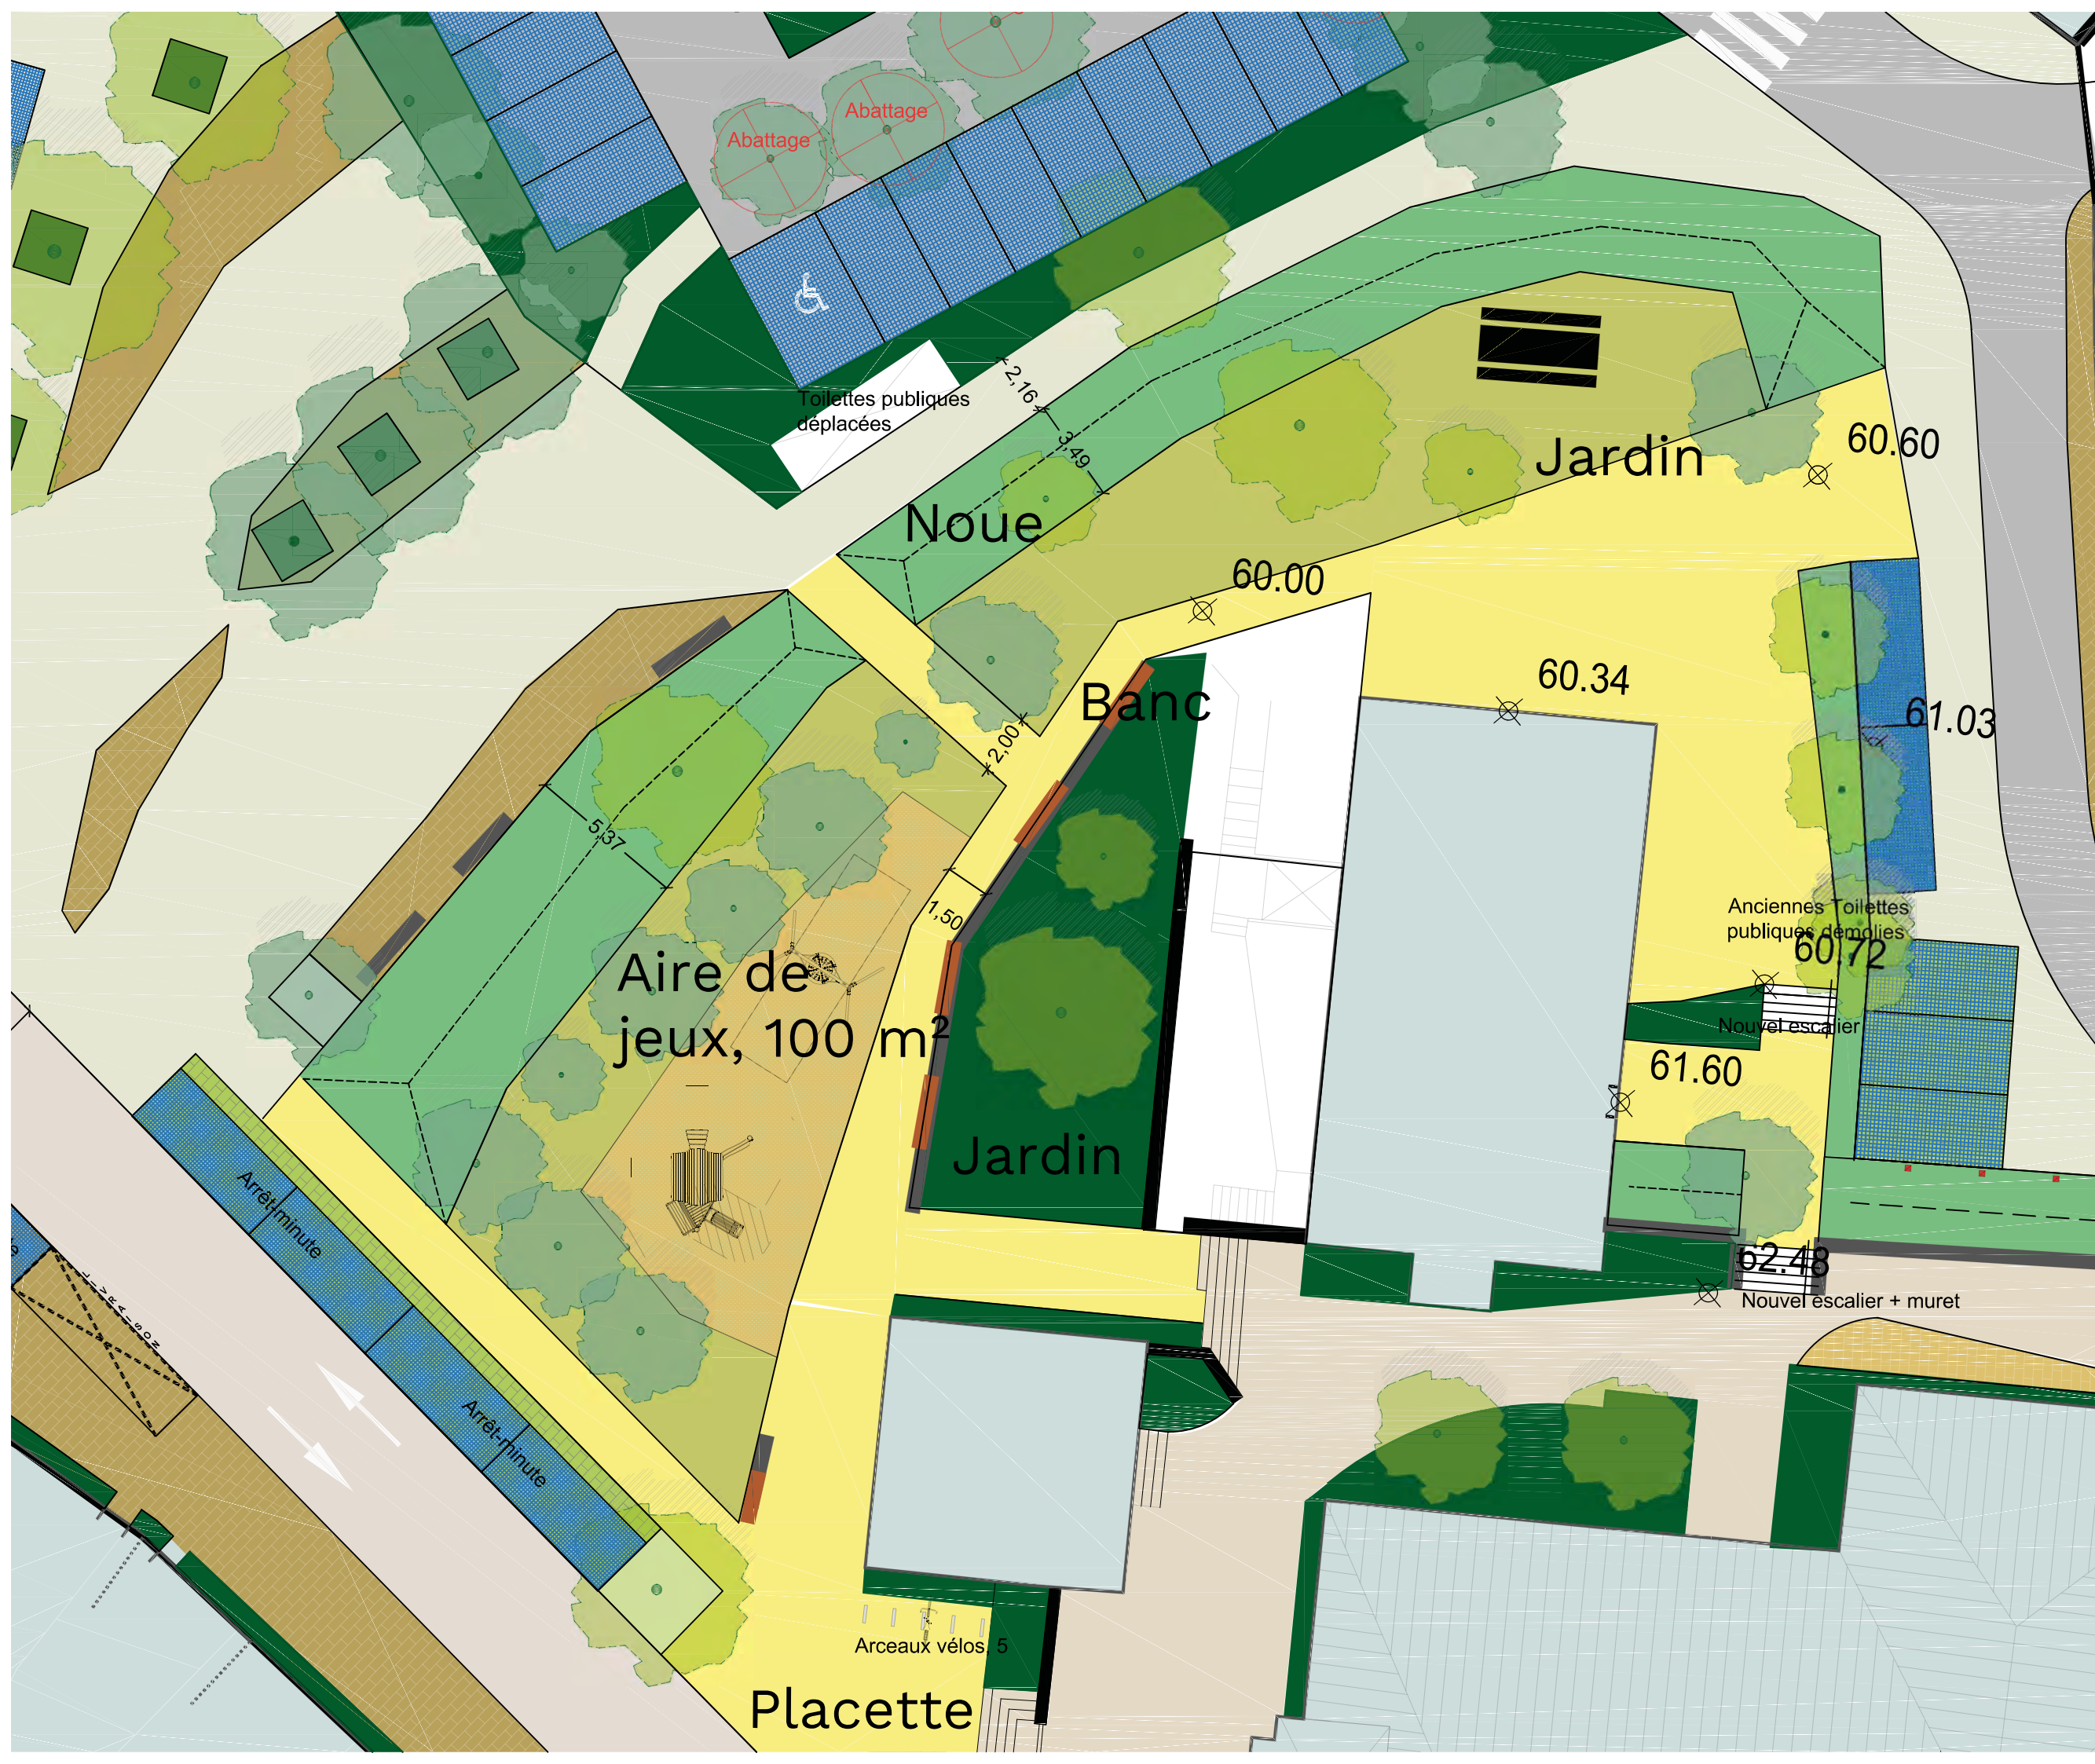 Abattage
Abattage
Toilettes publiques
déplacées
2,16
3,49
Jardin
60.60
Noue
60.00
60.34
Banc
61.03
2,00
5,37
1,50
Anciennes Toilettes
publiques démolies
60.72
Aire de
jeux, 100 m²
Nouvel escalier
61.60
Jardin
Arrêt-minute
62.48
Nouvel escalier + muret
LIVRAISON
Arrêt-minute
Arceaux vélos, 5
Placette